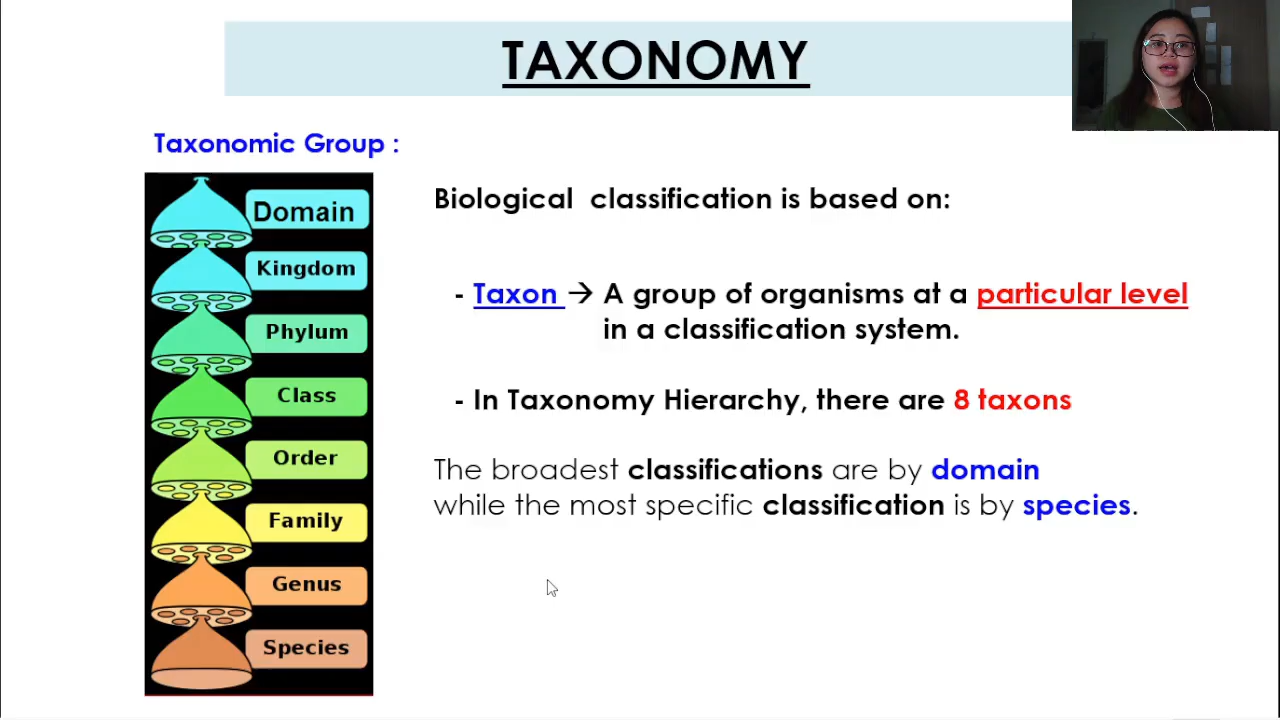 TAXONOMY
Taxonomic Group :
Domain
Kingdom
Phylum
Class
Order
Family
Genus
Species
Biological classification is based on:
- Taxon → A group of organisms at a particular level
in a classification system.
- In Taxonomy Hierarchy, there are 8 taxons
The broadest classifications are by domain
while the most specific classification is by species.